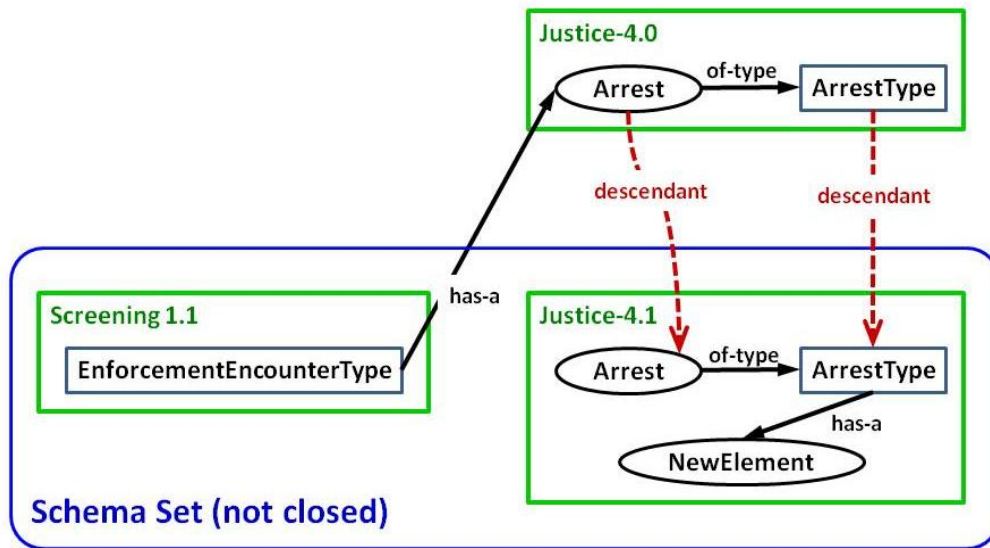 Justice-4.0
Arrest
of-type
ArrestType
descendant
descendant
has-a
Screening 1.1
EnforcementEncounterType
Justice-4.1
Arrest
of-type
ArrestType
has-a
NewElement
Schema Set (not closed)